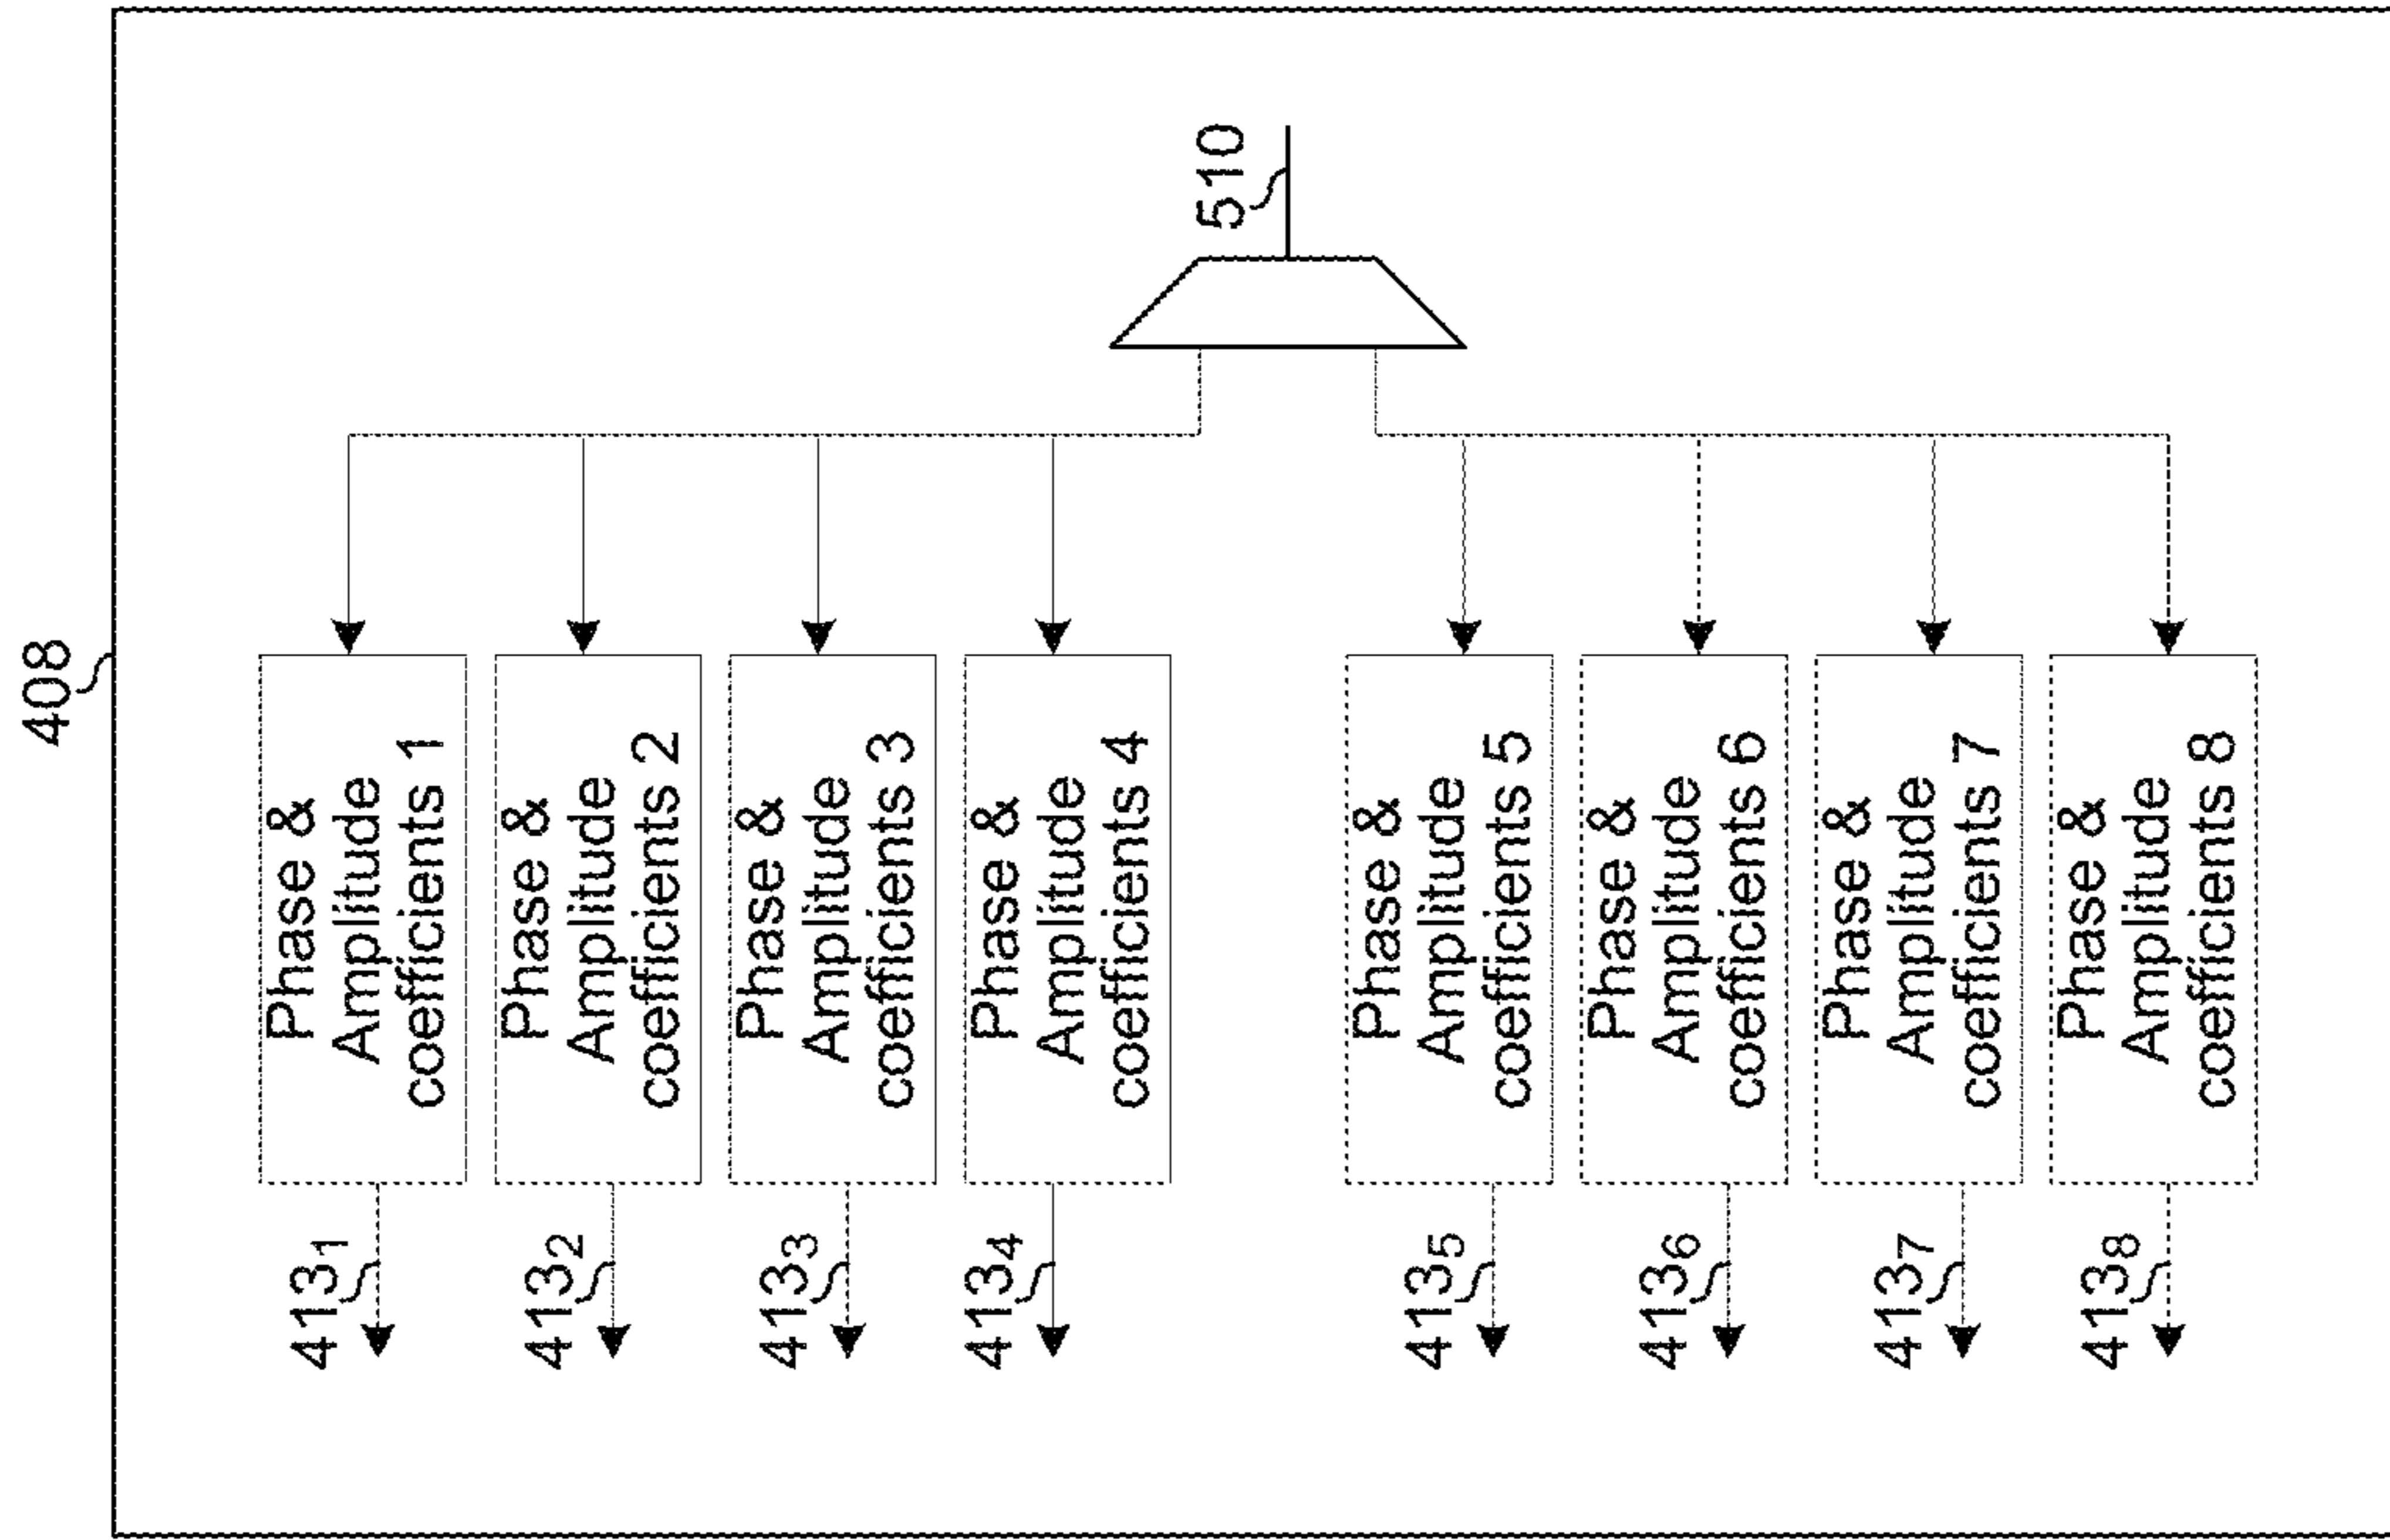 408
510
Phase &
Amplitude
coefficients 1
Phase &
Amplitude
coefficients 2
Phase &
Amplitude
coefficients 3
Phase &
Amplitude
coefficients 4
Phase &
Amplitude
coefficients 5
Phase &
Amplitude
coefficients 6
Phase &
Amplitude
coefficients 7
Phase &
Amplitude
coefficients 8
413₁
413₂
413₃
413₄
413₅
413₆
413₇
413₈